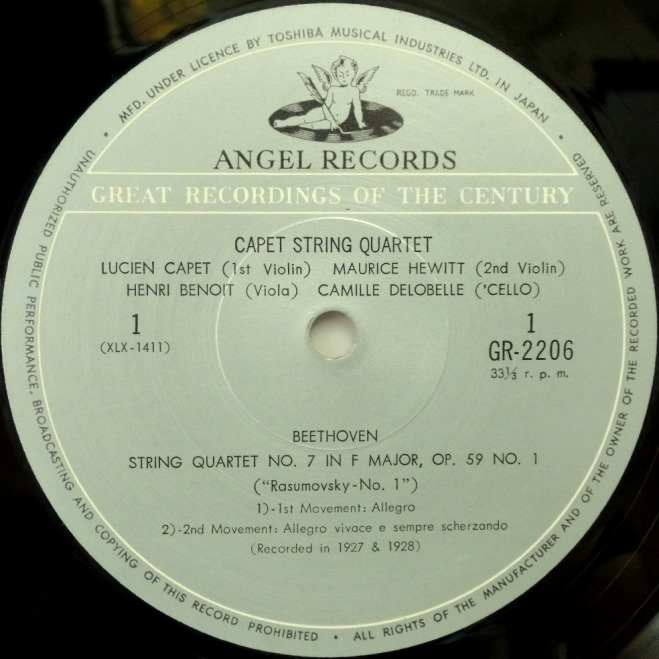 MFD. UNDER LICENCE BY TOSHIBA MUSICAL INDUSTRIES LTD. IN JAPAN
REGD. TRADE MARK
ANGEL RECORDS
GREAT RECORDINGS OF THE CENTURY
CAPET STRING QUARTET
LUCIEN CAPET (1st Violin) MAURICE HEWITT (2nd Violin)
HENRI BENOIT (Viola) CAMILLE DELOBELLE ('CELLO)
1
(XLX-1411)
1
GR-2206
33⅓ r. p. m.
BEETHOVEN
STRING QUARTET NO. 7 IN F MAJOR, OP. 59 NO. 1
("Rasumovsky-No. 1")
1)-1st Movement: Allegro
2)-2nd Movement: Allegro vivace e sempre scherzando
(Recorded in 1927 & 1928)
UNAUTHORIZED PUBLIC PERFORMANCE, BROADCASTING AND COPYING OF THIS RECORD PROHIBITED • ALL RIGHTS OF THE MANUFACTURER AND OF THE OWNER OF THE RECORDED WORK ARE RESERVED